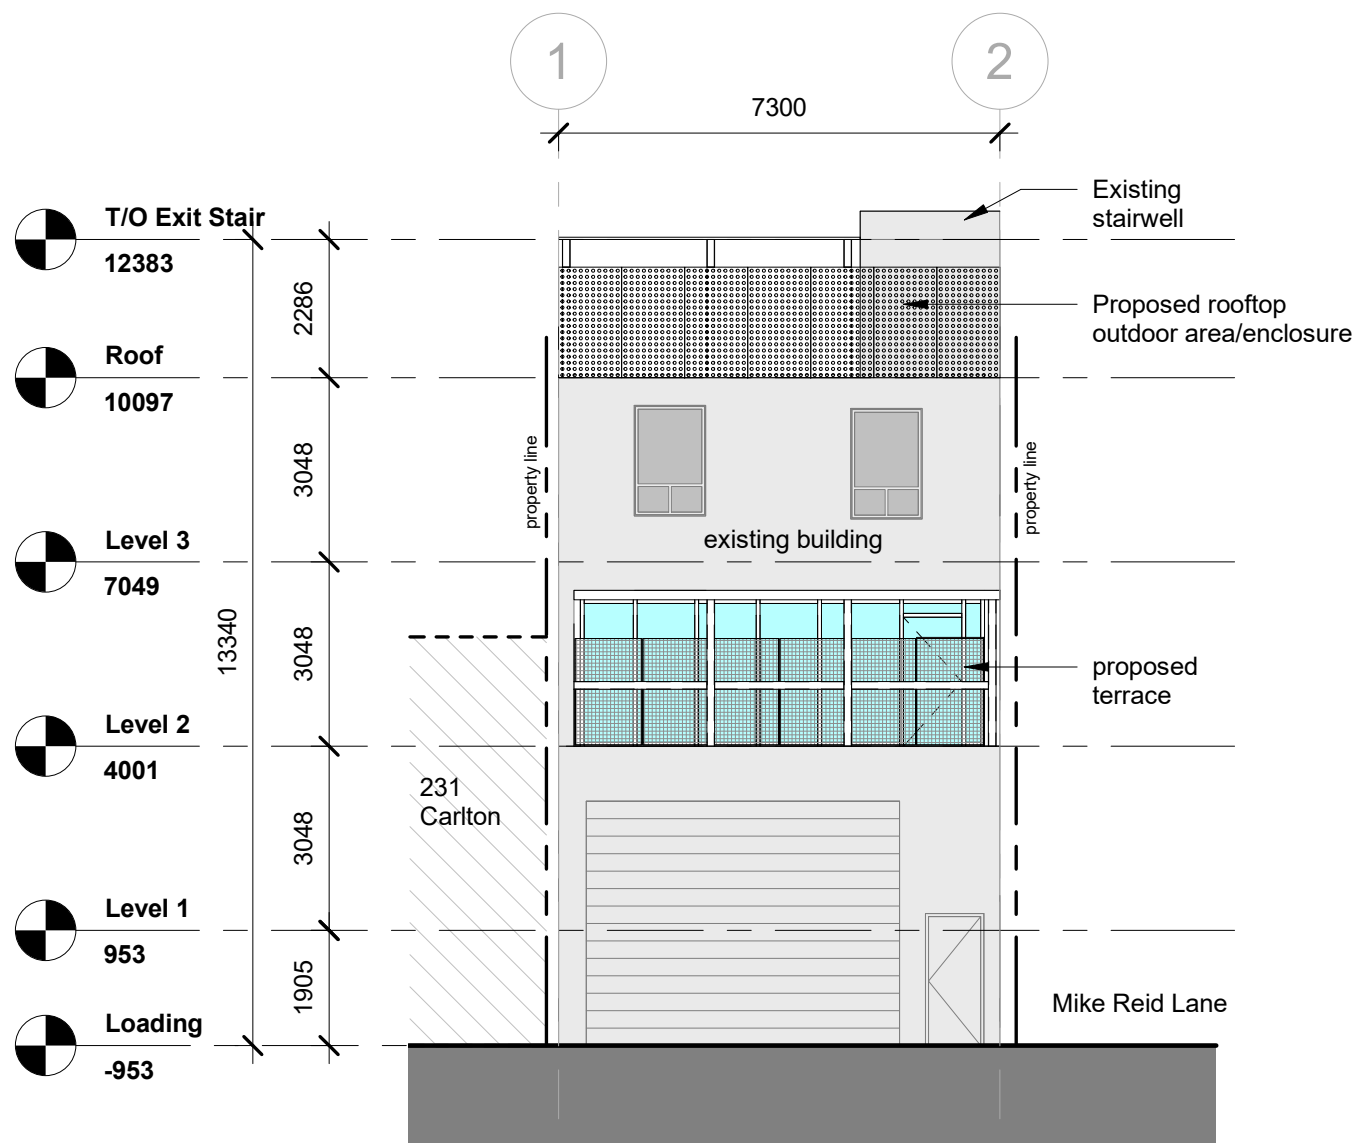 1
2
7300
Existing
stairwell
T/O Exit Stair
12383
2286
Proposed rooftop
outdoor area/enclosure
Roof
10097
3048
property line
property line
existing building
Level 3
7049
13340
3048
proposed
terrace
Level 2
4001
231
Carlton
3048
Level 1
953
1905
Mike Reid Lane
Loading
-953